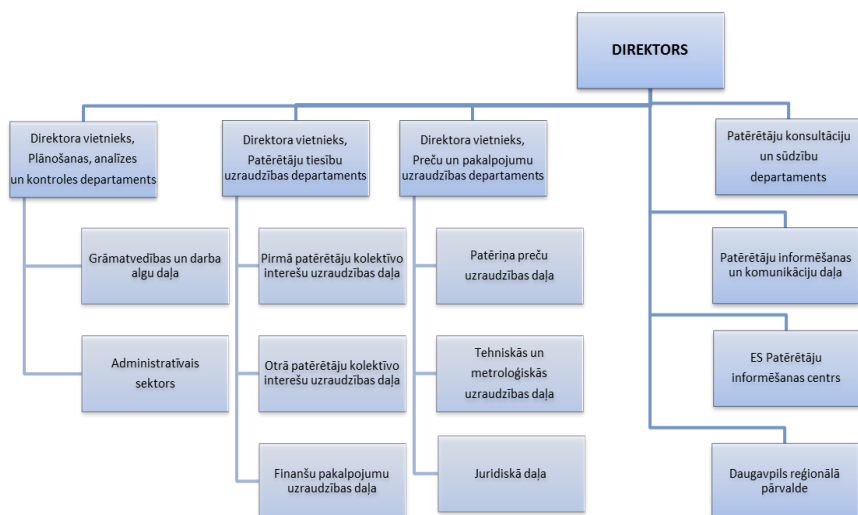 DIREKTORS
Direktora vietnieks,
Plānošanas, analīzes
un kontroles departaments
Direktora vietnieks,
Patērētāju tiesību
uzraudzības departaments
Direktora vietnieks,
Preču un pakalpojumu
uzraudzības departaments
Patērētāju konsultāciju
un sūdzību
departaments
Grāmatvedības un darba
algu daļa
Pirmā patērētāju kolektīvo
interešu uzraudzības daļa
Patēriņa preču
uzraudzības daļa
Patērētāju informēšanas
un komunikāciju daļa
Administratīvais
sektors
Otrā patērētāju kolektīvo
interešu uzraudzības daļa
Tehniskās un
metroloģiskās
uzraudzības daļa
ES Patērētāju
informēšanas centrs
Finanšu pakalpojumu
uzraudzības daļa
Juridiskā daļa
Daugavpils reģionālā
pārvalde